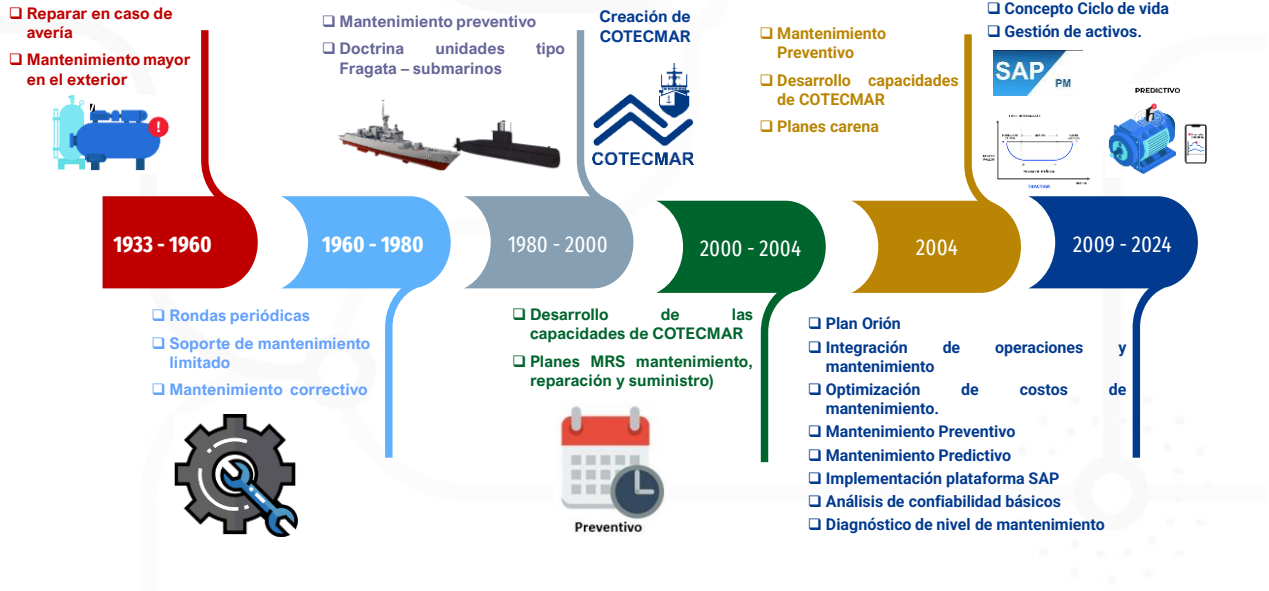 ❑ Reparar en caso de
avería
❑ Mantenimiento mayor
en el exterior
1933 - 1960
❑ Rondas periódicas
❑ Soporte de mantenimiento
limitado
❑ Mantenimiento correctivo
1960 - 1980
❑ Mantenimiento preventivo
❑ Doctrina unidades tipo
Fragata – submarinos
1980 - 2000
Creación de
COTECMAR
COTECMAR
❑ Desarrollo de las
capacidades de COTECMAR
❑ Planes MRS mantenimiento,
reparación y suministro)
Preventivo
2000 - 2004
❑ Mantenimiento
Preventivo
❑ Desarrollo capacidades
de COTECMAR
❑ Planes carena
2004
❑ Concepto Ciclo de vida
❑ Gestión de activos.
SAP
PM
PREDICTIVO
2009 - 2024
❑ Plan Orión
❑ Integración de operaciones y
mantenimiento
❑ Optimización de costos de
mantenimiento.
❑ Mantenimiento Preventivo
❑ Mantenimiento Predictivo
❑ Implementación plataforma SAP
❑ Análisis de confiabilidad básicos
❑ Diagnóstico de nivel de mantenimiento